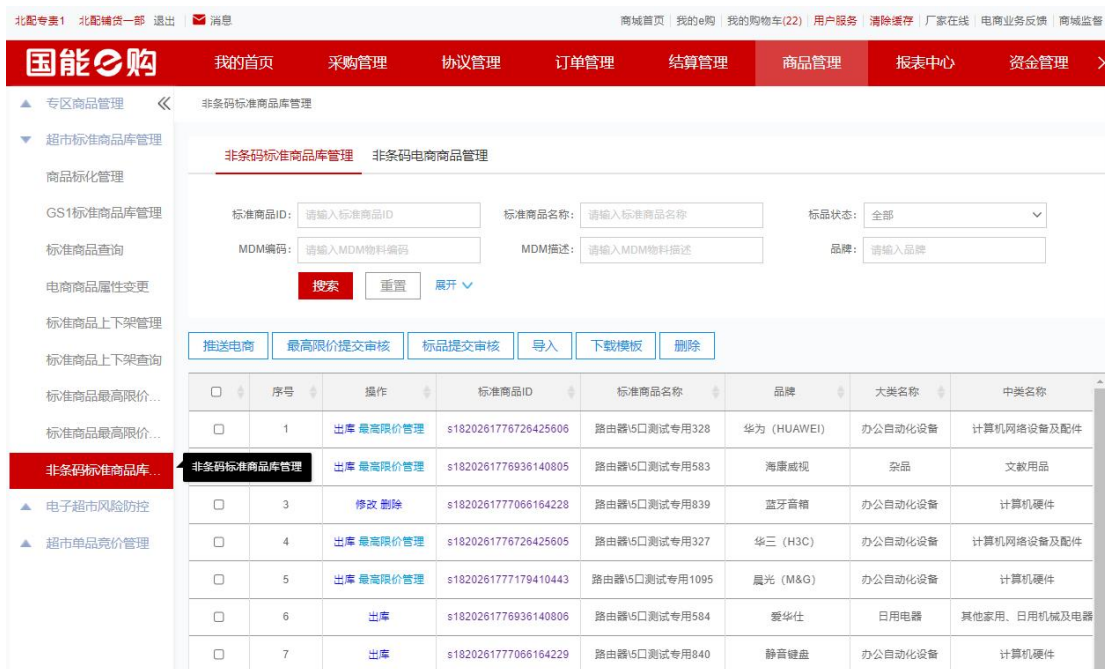 北配专责1 北配铺货一部 退出 消息 商城首页 我的e购 我的购物车(22) 用户服务 清除缓存 厂家在线 电商业务反馈 商城监督
国能e购 我的首页 采购管理 协议管理 订单管理 结算管理 商品管理 报表中心 资金管理
专区商品管理
非条码标准商品库管理
超市标准商品库管理
非条码标准商品库管理 非条码电商商品管理
商品标化管理
GS1标准商品库管理
标准商品ID: 请输入标准商品ID 标准商品名称: 请输入标准商品名称 标品状态: 全部
标准商品查询
MDM编码: 请输入MDM物料编码 MDM描述: 请输入MDM物料描述 品牌: 请输入品牌
电商商品属性变更
搜索 重置 展开
标准商品上下架管理
推送电商 最高限价提交审核 标品提交审核 导入 下载模板 删除
标准商品上下架查询
标准商品最高限价...
序号 操作 标准商品ID 标准商品名称 品牌 大类名称 中类名称
标准商品最高限价...
1 出库 最高限价管理 s1820261776726425606 路由器\5口测试专用328 华为（HUAWEI） 办公自动化设备 计算机网络设备及配件
非条码标准商品库...
非条码标准商品库管理
出库 最高限价管理 s1820261776936140805 路由器\5口测试专用583 海康威视 杂品 文教用品
电子超市风险防控
3 修改 删除 s1820261777066164228 路由器\5口测试专用839 蓝牙音箱 办公自动化设备 计算机硬件
超市单品竞价管理
4 出库 最高限价管理 s1820261776726425605 路由器\5口测试专用327 华三（H3C） 办公自动化设备 计算机网络设备及配件
5 出库 最高限价管理 s1820261777179410443 路由器\5口测试专用1095 晨光（M&G） 办公自动化设备 计算机硬件
6 出库 s1820261776936140806 路由器\5口测试专用584 爱华仕 日用电器 其他家用、日用机械及电器
7 出库 s1820261777066164229 路由器\5口测试专用840 静音键盘 办公自动化设备 计算机硬件